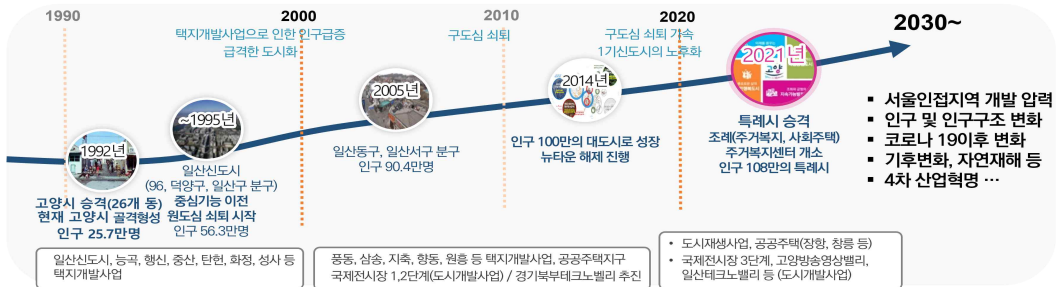 1990
2000
2010
2020
2030~
택지개발사업으로 인한 인구급증
급격한 도시화
구도심 쇠퇴
구도심 쇠퇴 가속
1기신도시의 노후화
1992년
고양시 승격(26개 동)
현재 고양시 골격형성
인구 25.7만명
~1995년
일산신도시
(96, 덕양구, 일산구 분구)
중심기능 이전
원도심 쇠퇴 시작
인구 56.3만명
2005년
일산동구, 일산서구 분구
인구 90.4만명
2014년
인구 100만의 대도시로 성장
뉴타운 해제 진행
2021년
고양
특례시 승격
조례(주거복지, 사회주택)
주거복지센터 개소
인구 108만의 특례시
▪ 서울인접지역 개발 압력
▪ 인구 및 인구구조 변화
▪ 코로나 19이후 변화
▪ 기후변화, 자연재해 등
▪ 4차 산업혁명 …
일산신도시, 능곡, 행신, 중산, 탄현, 화정, 성사 등
택지개발사업
풍동, 삼송, 지축, 향동, 원흥 등 택지개발사업, 공공주택지구
국제전시장 1,2단계(도시개발사업) / 경기북부테크노벨리 추진
• 도시재생사업, 공공주택(장항, 창릉 등)
• 국제전시장 3단계, 고양방송영상밸리,
일산테크노밸리 등 (도시개발사업)